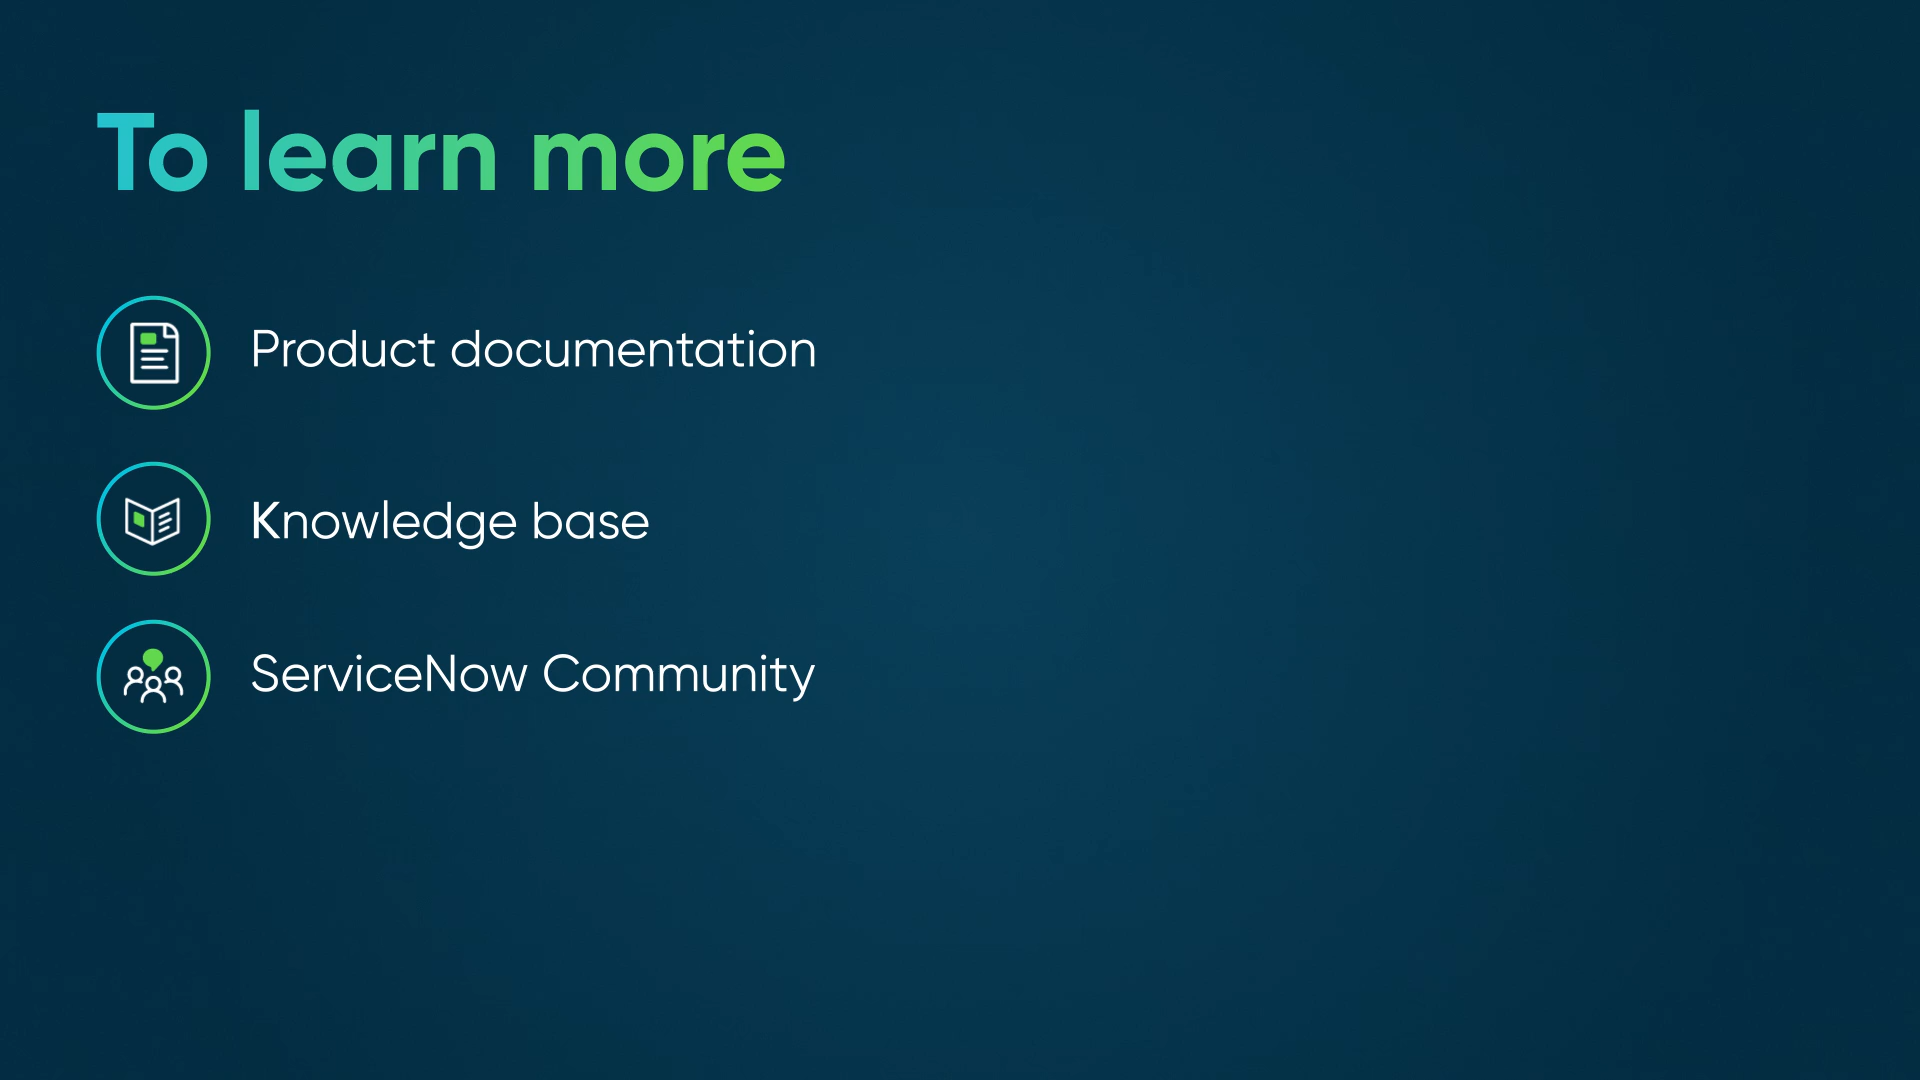 To learn more
Product documentation
Knowledge base
ServiceNow Community